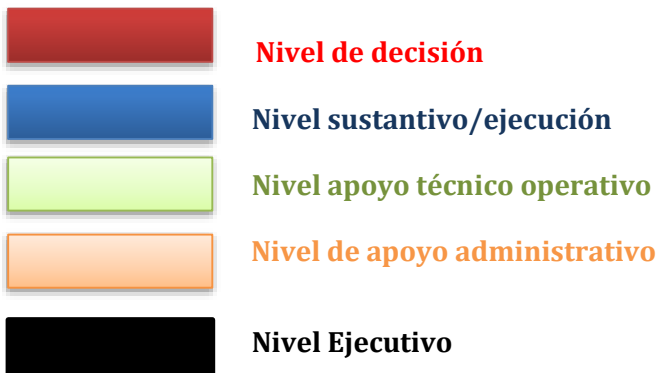 Nivel de decisión
Nivel sustantivo/ejecución
Nivel apoyo técnico operativo
Nivel de apoyo administrativo
Nivel Ejecutivo